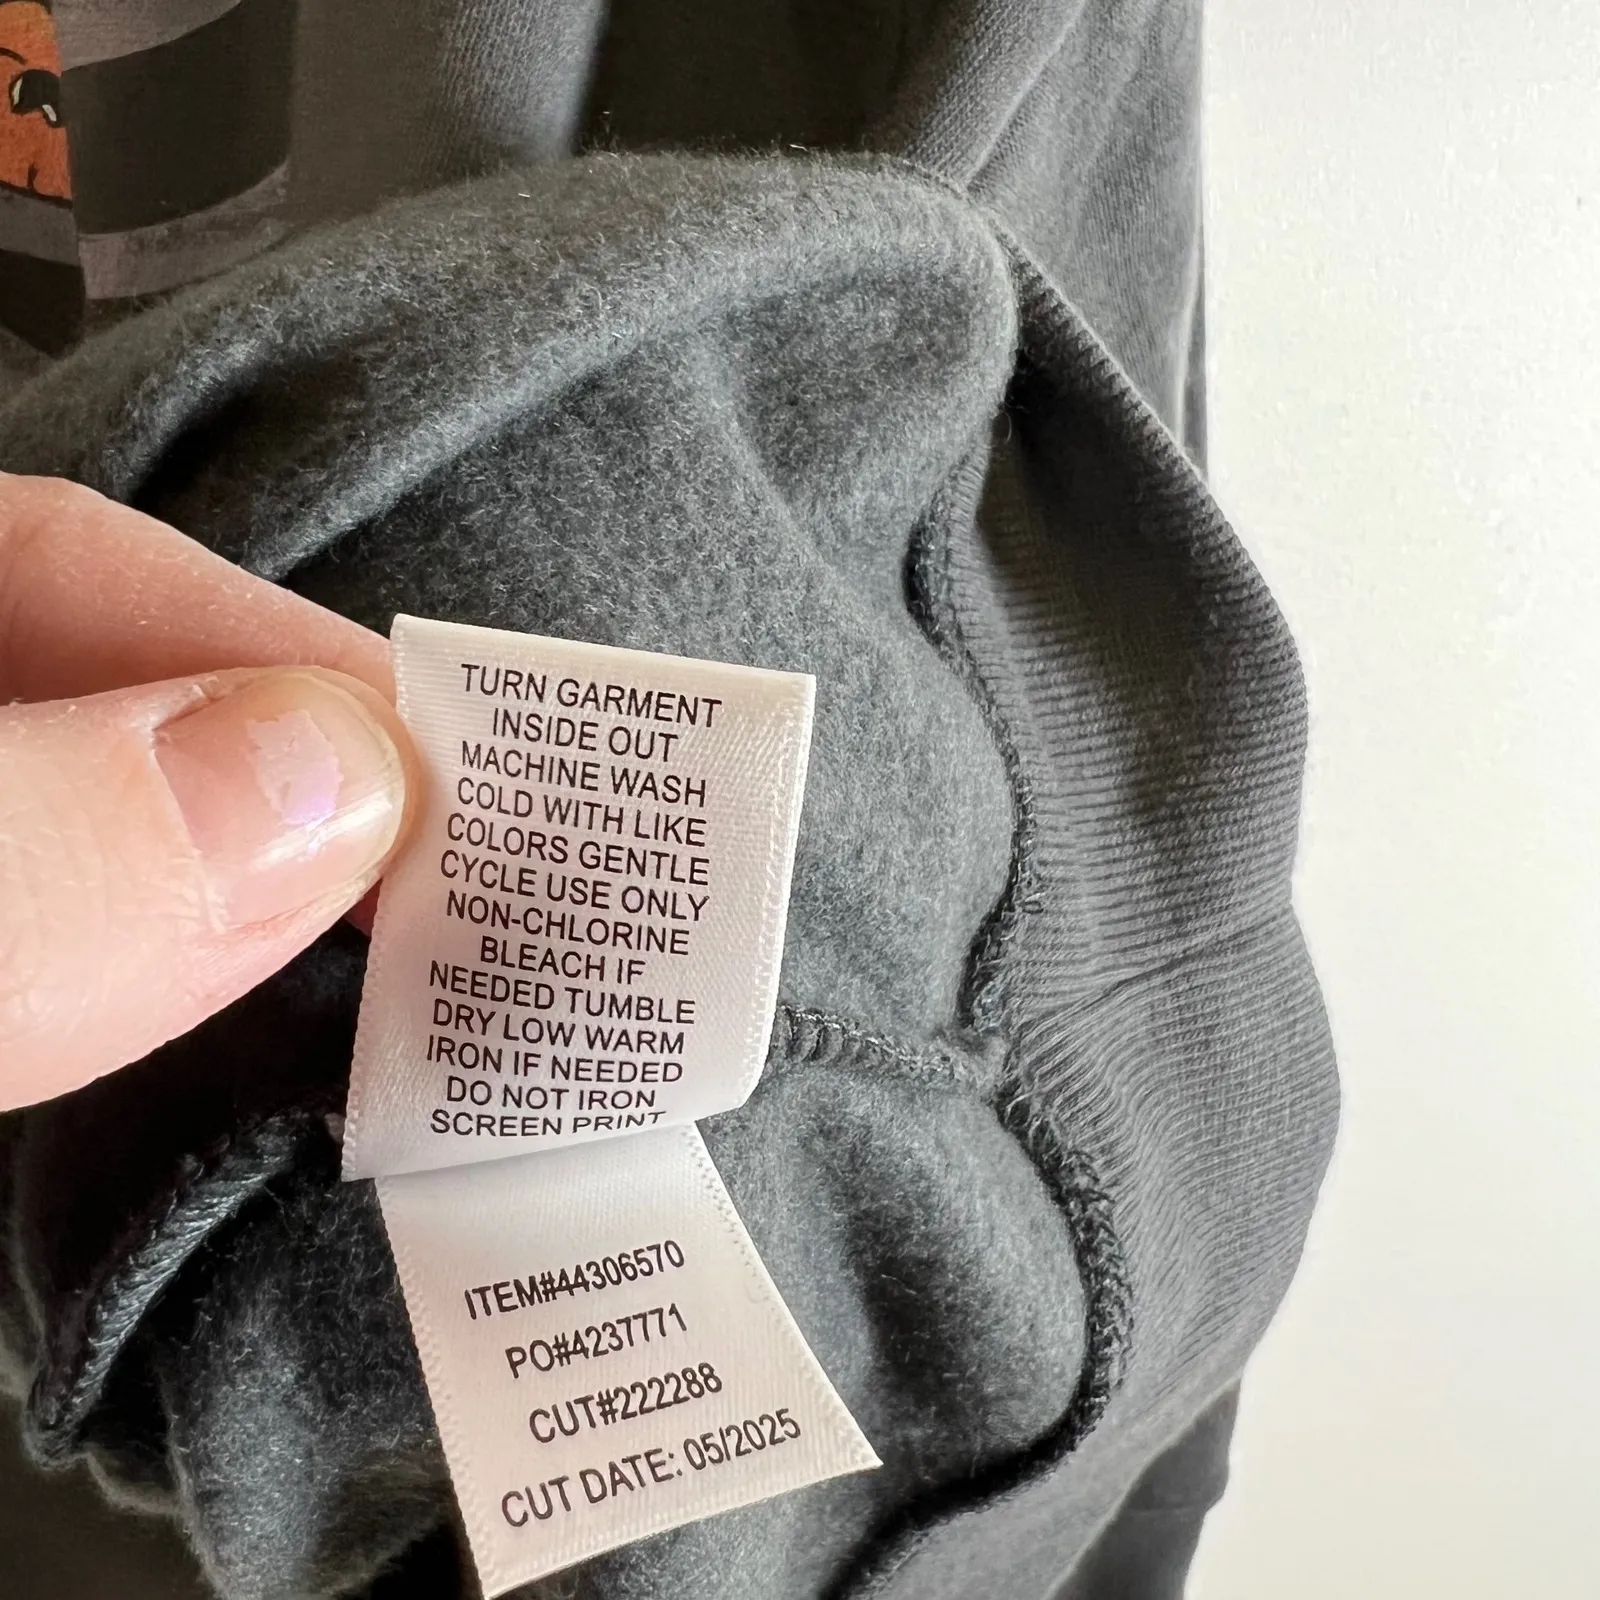 TURN GARMENT
INSIDE OUT
MACHINE WASH
COLD WITH LIKE
COLORS GENTLE
CYCLE USE ONLY
NON-CHLORINE
BLEACH IF
NEEDED TUMBLE
DRY LOW WARM
IRON IF NEEDED
DO NOT IRON
SCREEN PRINT
ITEM#44306570
PO#4237771
CUT#222288
CUT DATE: 05/2025